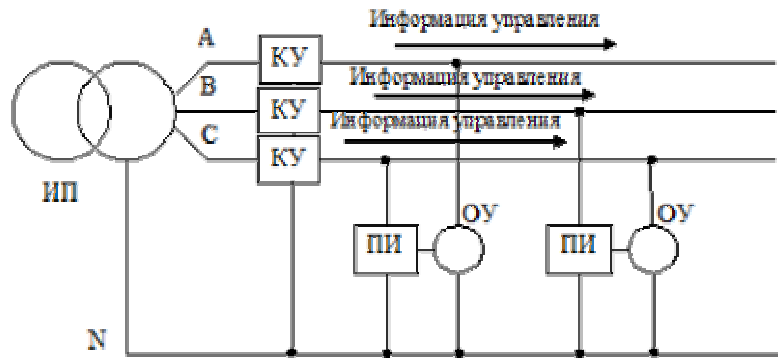 Информация управления
А
КУ
Информация управления
В
КУ
Информация управления
С
КУ
ИП
ОУ
ОУ
ПИ
ПИ
N